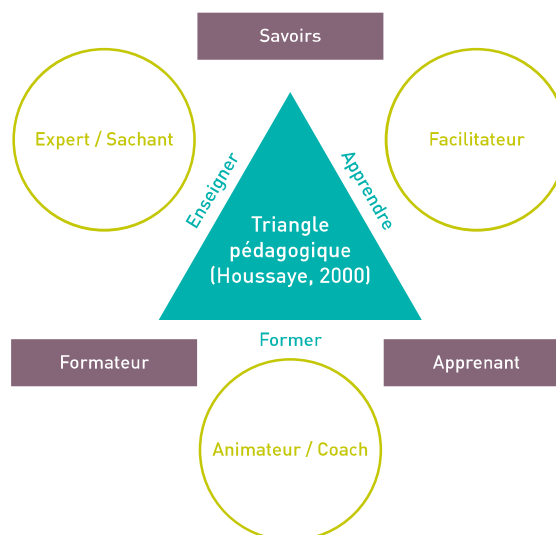 Savoirs
Expert / Sachant
Facilitateur
Enseigner
Apprendre
Triangle
pédagogique
(Houssaye, 2000)
Former
Formateur
Apprenant
Animateur / Coach